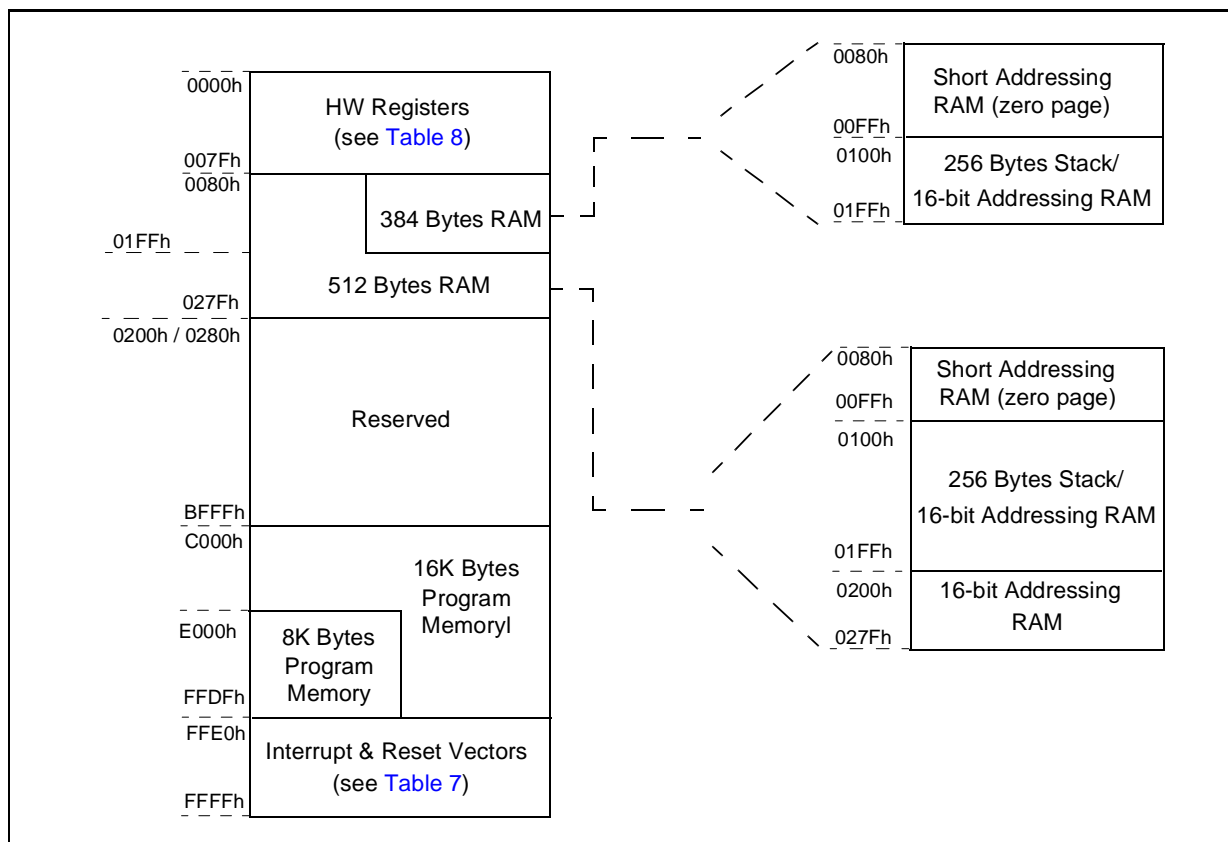 0000h
HW Registers
(see Table 8)
007Fh
0080h
384 Bytes RAM
01FFh
512 Bytes RAM
027Fh
0200h / 0280h
Reserved
BFFFh
C000h
16K Bytes
Program
MemoryI
E000h
8K Bytes
Program
Memory
FFDFh
FFE0h
Interrupt & Reset Vectors
(see Table 7)
FFFFh
0080h
Short Addressing
RAM (zero page)
00FFh
0100h
256 Bytes Stack/
16-bit Addressing RAM
01FFh
0080h
Short Addressing
RAM (zero page)
00FFh
0100h
256 Bytes Stack/
16-bit Addressing RAM
01FFh
0200h
16-bit Addressing
RAM
027Fh